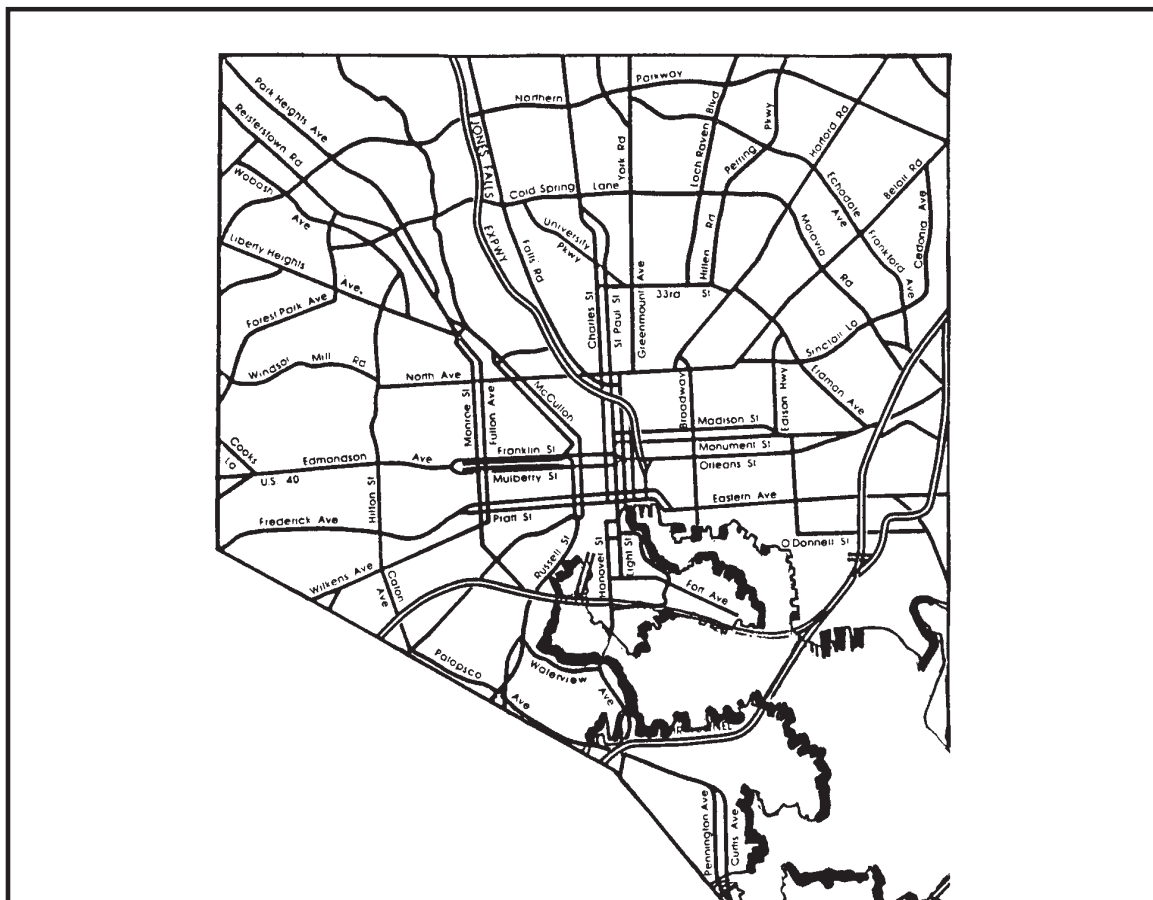 Parkway
Northern
Park Heights Ave
Reisterstown Rd
JONES FALLS
EXPWY
York Rd
Loch Raven Blvd
Perring
Pkwy
Harford Rd
Belair Rd
Echodale
Ave
Cedonia Ave
Wabash
Ave
Cold Spring
Lane
University
Pkwy
Falls Rd
Hillen
Rd
Moravia
Rd
Frankford
Ave
Liberty Heights
Ave.
Charles St
St Paul St
Greenmount Ave
33rd
St
Forest Park Ave
Sinclair La
Windsor
Mill
Rd
North Ave
McCulloh
Monroe St
Fulton Ave
Broadway
Edison Hwy
Erdman Ave
Madison St
Monument St
Orleans St
Cooks
La
Edmondson
Ave
U.S. 40
Franklin St
Mulberry St
Hilton St
Eastern Ave
Frederick Ave
Pratt St
O'Donnell St
Wilkens Ave
Caton
Ave
Russell St
Hanover St
Light St
Fort Ave
Patapsco
Ave
Waterview
Ave
Pennington Ave
Curtis Ave